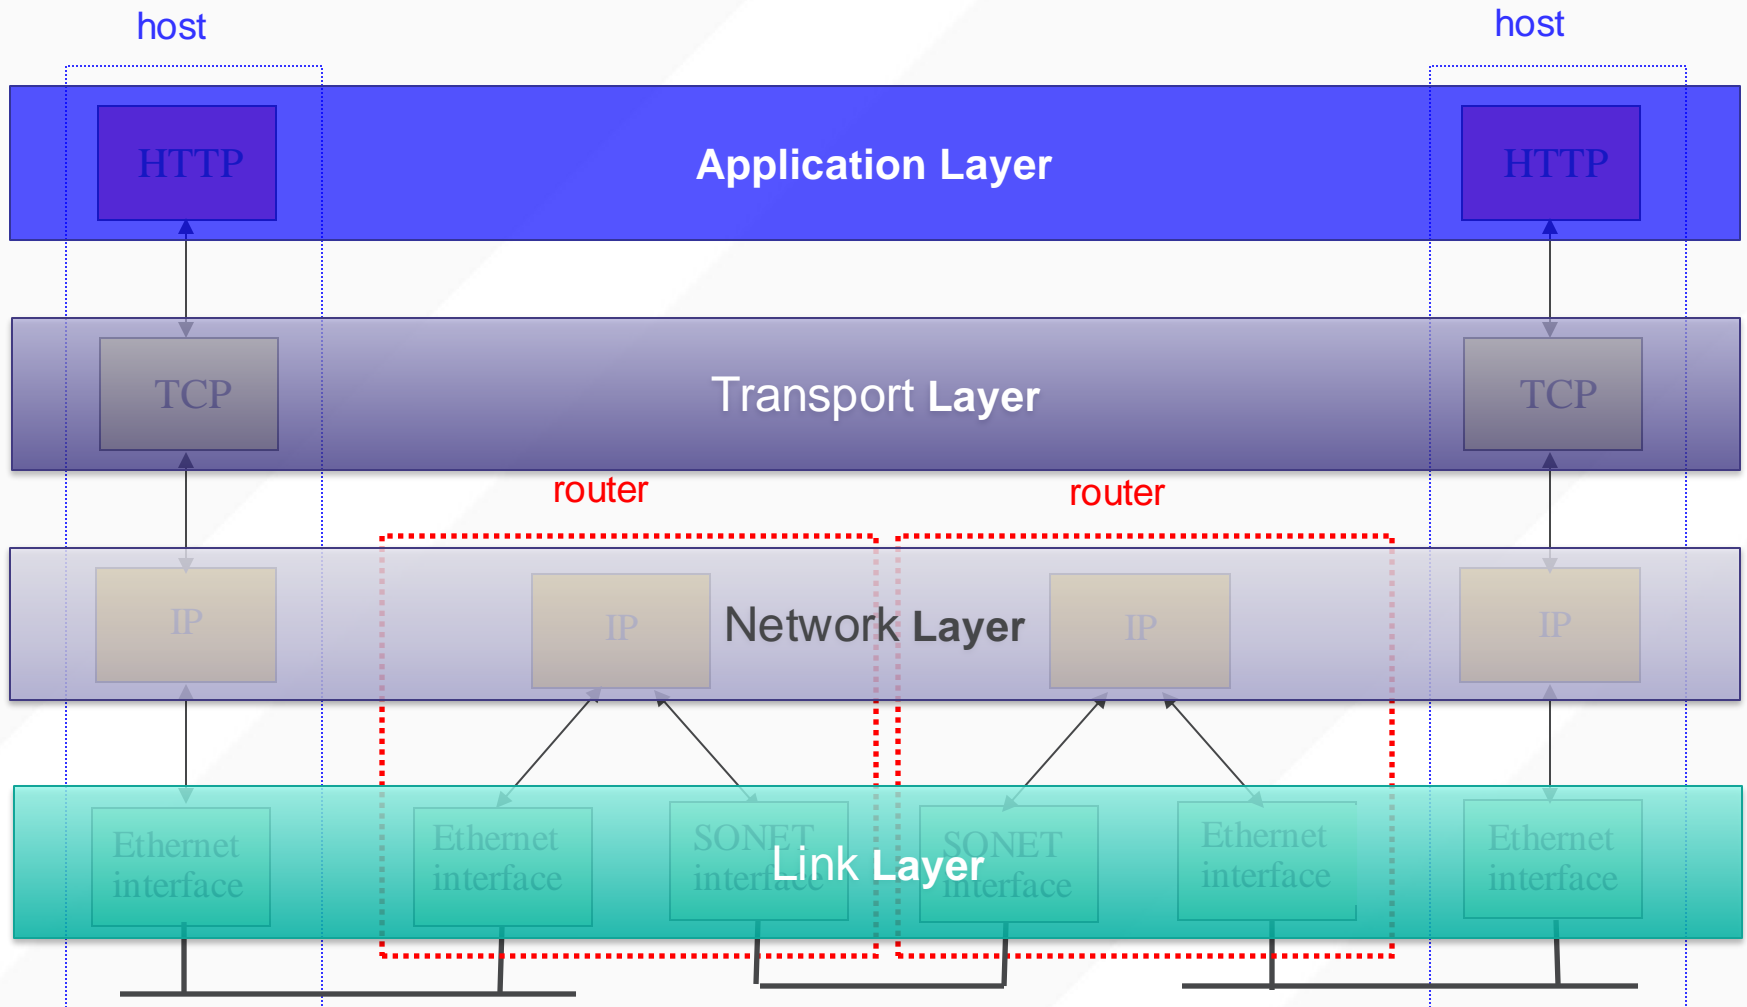 host
host
HTTP
Application Layer
HTTP
TCP
Transport Layer
TCP
router
router
IP
IP
Network Layer
IP
IP
Ethernet
interface
Ethernet
interface
SONET
interface
Link Layer
SONET
interface
Ethernet
interface
Ethernet
interface